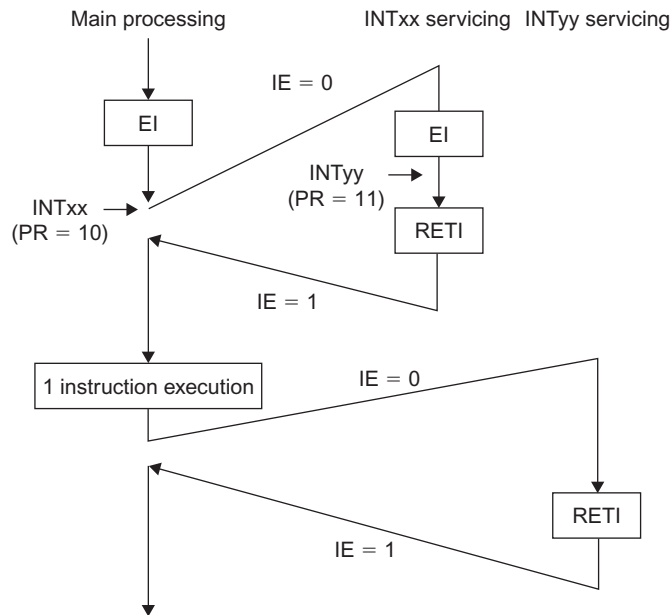 Main processing
INTxx servicing
INTyy servicing
IE = 0
EI
EI
INTyy
(PR = 11)
INTxx
(PR = 10)
RETI
IE = 1
1 instruction execution
IE = 0
RETI
IE = 1